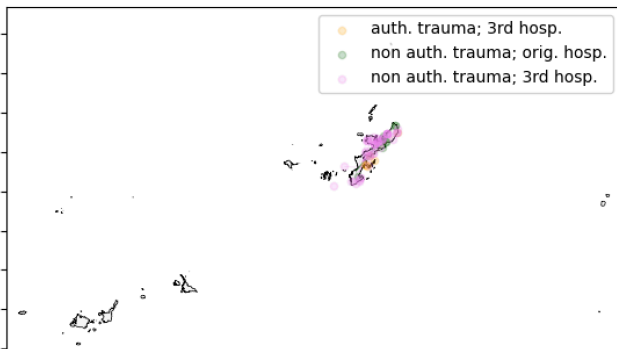 auth. trauma; 3rd hosp.
non auth. trauma; orig. hosp.
non auth. trauma; 3rd hosp.